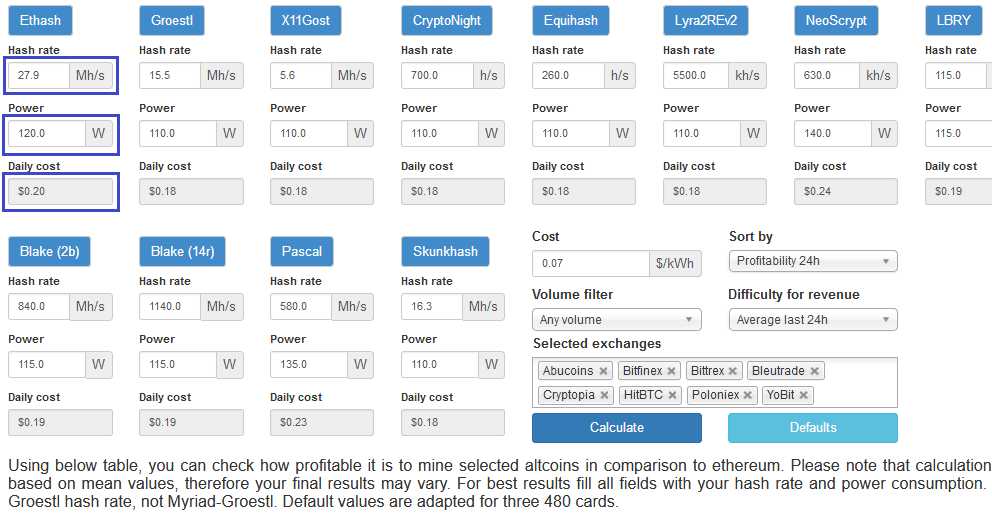 Ethash Groestl X11Gost CryptoNight Equihash Lyra2REv2 NeoScrypt LBRY
Hash rate Hash rate Hash rate Hash rate Hash rate Hash rate Hash rate Hash rate
27.9 Mh/s 15.5 Mh/s 5.6 Mh/s 700.0 h/s 260.0 h/s 5500.0 kh/s 630.0 kh/s 115.0
Power Power Power Power Power Power Power Power
120.0 W 110.0 W 110.0 W 110.0 W 110.0 W 110.0 W 140.0 W 115.0
Daily cost Daily cost Daily cost Daily cost Daily cost Daily cost Daily cost Daily cost
$0.20 $0.18 $0.18 $0.18 $0.18 $0.18 $0.24 $0.19
Blake (2b) Blake (14r) Pascal Skunkhash
Hash rate Hash rate Hash rate Hash rate
840.0 Mh/s 1140.0 Mh/s 580.0 Mh/s 16.3 Mh/s
Power Power Power Power
115.0 W 115.0 W 135.0 W 110.0 W
Daily cost Daily cost Daily cost Daily cost
$0.19 $0.19 $0.23 $0.18
Cost Sort by
0.07 $/kWh Profitability 24h
Volume filter Difficulty for revenue
Any volume Average last 24h
Selected exchanges
Abucoins × Bitfinex × Bittrex × Bleutrade ×
Cryptopia × HitBTC × Poloniex × YoBit ×
Calculate Defaults
Using below table, you can check how profitable it is to mine selected altcoins in comparison to ethereum. Please note that calculation
based on mean values, therefore your final results may vary. For best results fill all fields with your hash rate and power consumption.
Groestl hash rate, not Myriad-Groestl. Default values are adapted for three 480 cards.